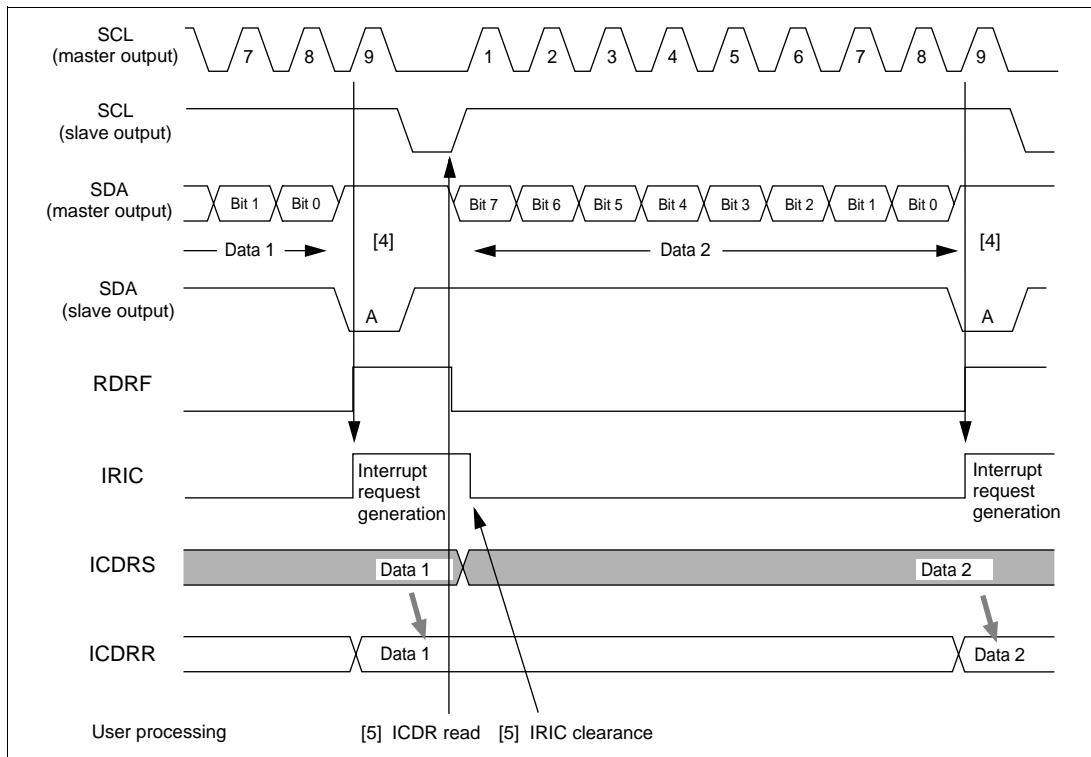 SCL
(master output)
7 8 9 1 2 3 4 5 6 7 8 9
SCL
(slave output)
SDA
(master output)
Bit 1 Bit 0 Bit 7 Bit 6 Bit 5 Bit 4 Bit 3 Bit 2 Bit 1 Bit 0
Data 1 [4] Data 2 [4]
SDA
(slave output)
A A
RDRF
IRIC
Interrupt
request
generation
Interrupt
request
generation
ICDRS
Data 1 Data 2
ICDRR
Data 1 Data 2
User processing [5] ICDR read [5] IRIC clearance